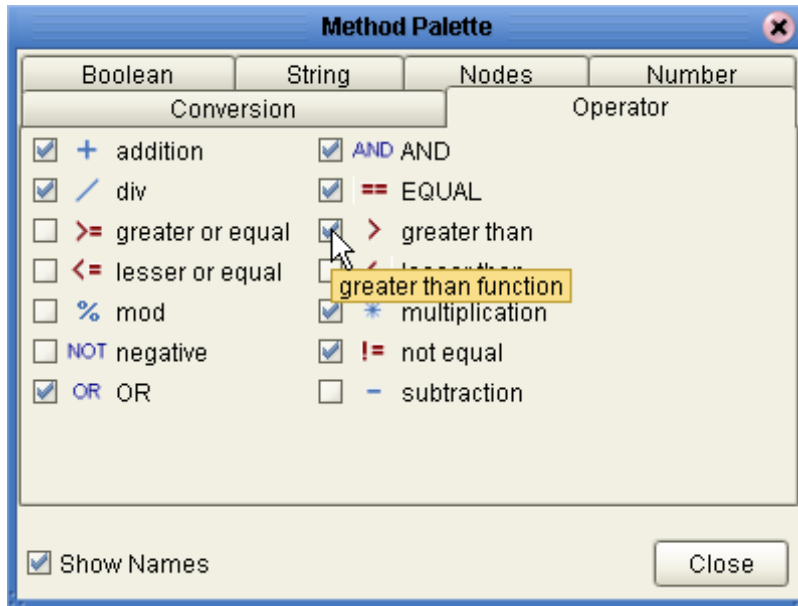 Method Palette
Boolean String Nodes Number
Conversion Operator
+ addition AND AND
/ div == EQUAL
>= greater or equal > greater than
<= lesser or equal
greater than function
% mod * multiplication
NOT negative != not equal
OR OR - subtraction
Show Names Close